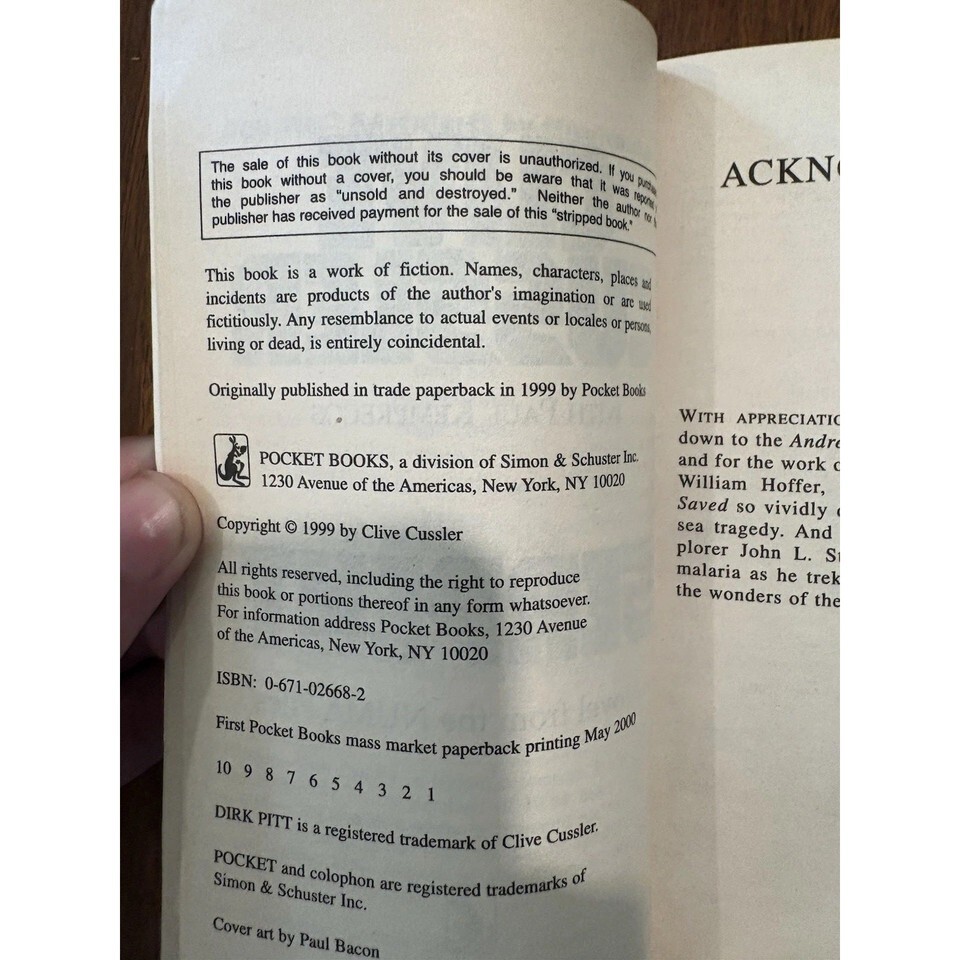 The sale of this book without its cover is unauthorized. If you purchase
this book without a cover, you should be aware that it was reported
the publisher as "unsold and destroyed." Neither the author nor
publisher has received payment for the sale of this "stripped book."
This book is a work of fiction. Names, characters, places and
incidents are products of the author's imagination or are used
fictitiously. Any resemblance to actual events or locales or persons,
living or dead, is entirely coincidental.
Originally published in trade paperback in 1999 by Pocket Books
POCKET BOOKS, a division of Simon & Schuster Inc.
1230 Avenue of the Americas, New York, NY 10020
Copyright © 1999 by Clive Cussler
All rights reserved, including the right to reproduce
this book or portions thereof in any form whatsoever.
For information address Pocket Books, 1230 Avenue
of the Americas, New York, NY 10020
ISBN: 0-671-02668-2
First Pocket Books mass market paperback printing May 2000
10 9 8 7 6 5 4 3 2 1
DIRK PITT is a registered trademark of Clive Cussler.
POCKET and colophon are registered trademarks of
Simon & Schuster Inc.
Cover art by Paul Bacon
ACKNO
WITH APPRECIATIO
down to the Andre
and for the work o
William Hoffer,
Saved so vividly
sea tragedy. And
plorer John L. St
malaria as he trek
the wonders of the